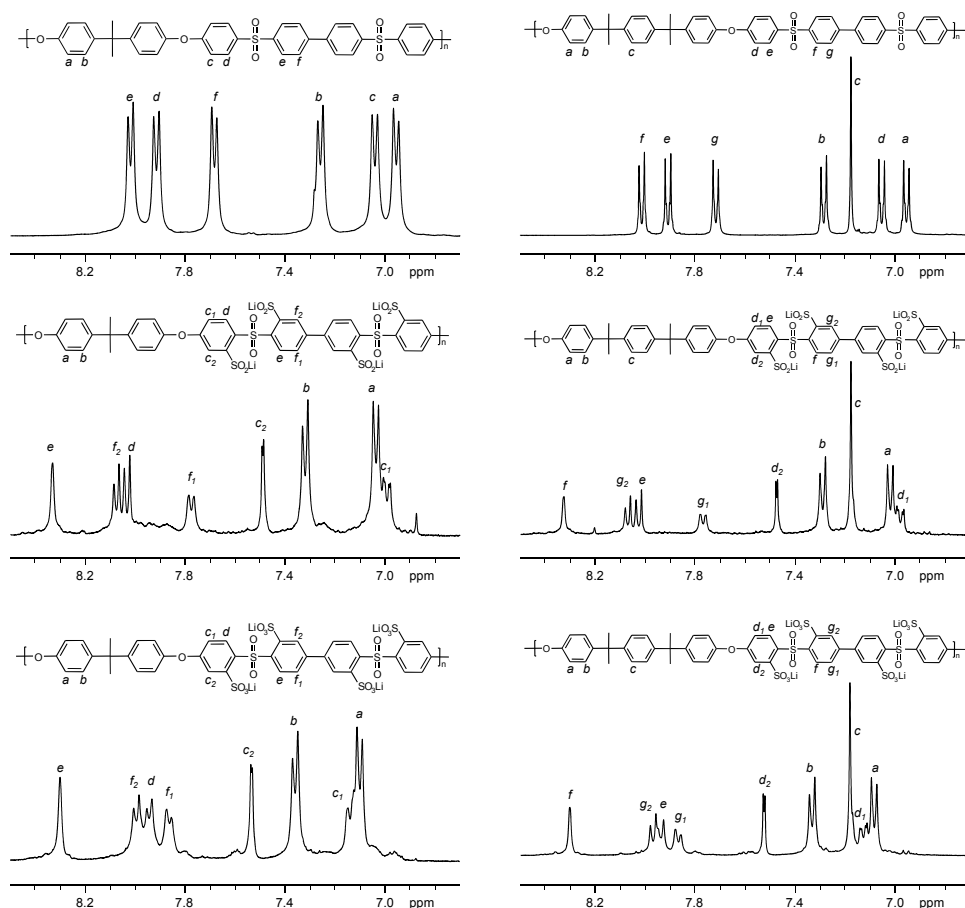 O O S O O O S O O n
a b c d e f
e d f b c a
8.2 7.8 7.4 7.0 ppm
O O S O O O S O O n
a b c d e f g
f e g b c d a
8.2 7.8 7.4 7.0 ppm
LiO2S LiO2S
c1 d f2
O O S O O S O O n
a b c2 e f1
SO2Li SO2Li
e f2 d f1 c2 b a c1
8.2 7.8 7.4 7.0 ppm
LiO2S LiO2S
d1 e g2
O O S O O S O O n
a b c d2 f g1
SO2Li SO2Li
f g2 e g1 d2 b c a d1
8.2 7.8 7.4 7.0 ppm
LiO3S LiO3S
c1 d f2
O O S O O S O O n
a b c2 e f1
SO3Li SO3Li
e f2 d f1 c2 b c1 a
8.2 7.8 7.4 7.0 ppm
LiO3S LiO3S
d1 e g2
O O S O O S O O n
a b c d2 f g1
SO3Li SO3Li
f g2 e g1 d2 b c d1 a
8.2 7.8 7.4 7.0 ppm